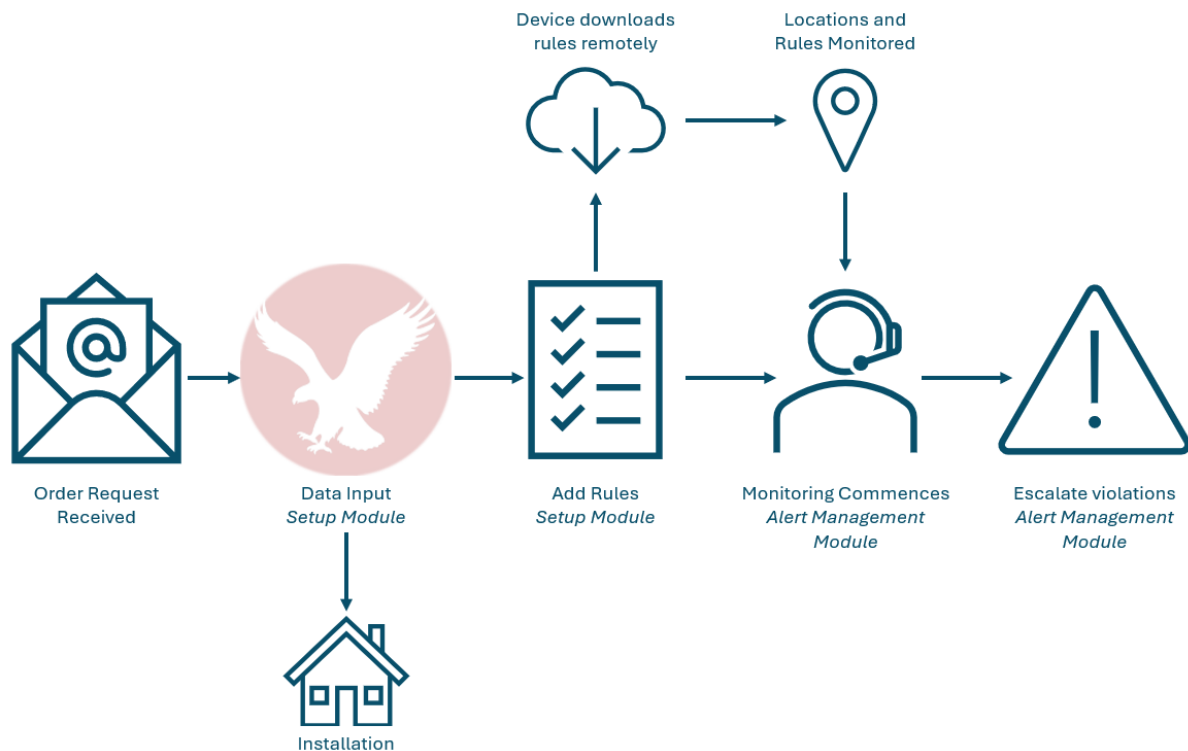 Device downloads
rules remotely
Locations and
Rules Monitored
@
Order Request
Received
Data Input
Setup Module
Add Rules
Setup Module
Monitoring Commences
Alert Management
Module
Escalate violations
Alert Management
Module
Installation